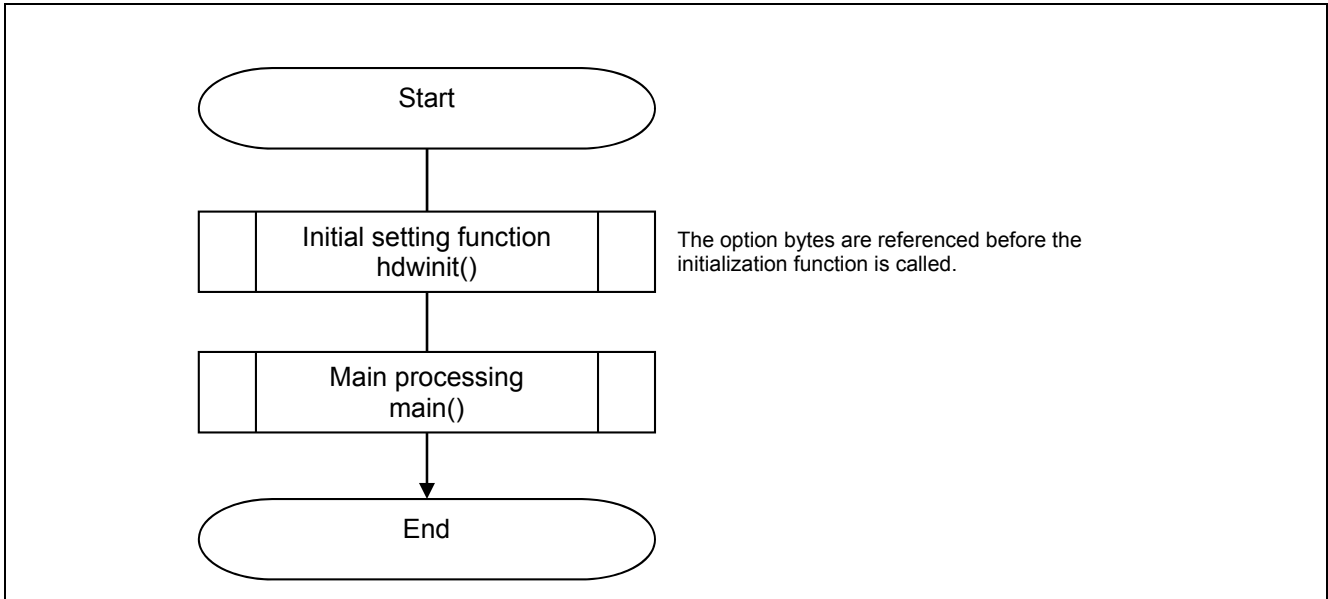 Start
Initial setting function
hdwinit()
The option bytes are referenced before the
initialization function is called.
Main processing
main()
End